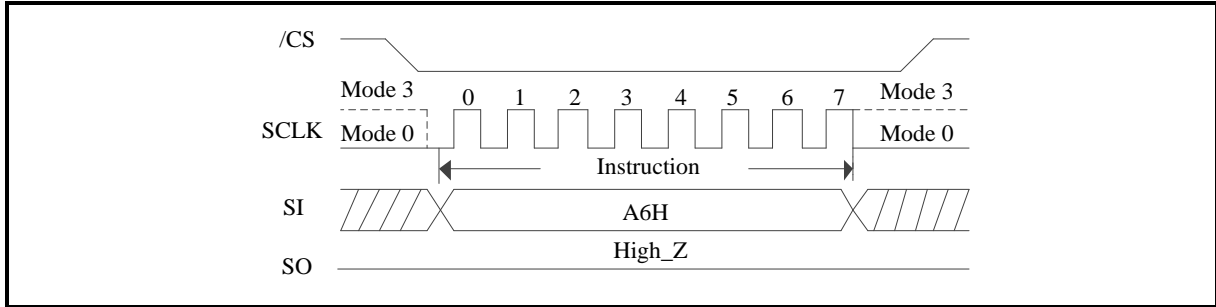 /CS
Mode 3 0 1 2 3 4 5 6 7 Mode 3
SCLK Mode 0 Mode 0
Instruction
SI A6H
High_Z
SO